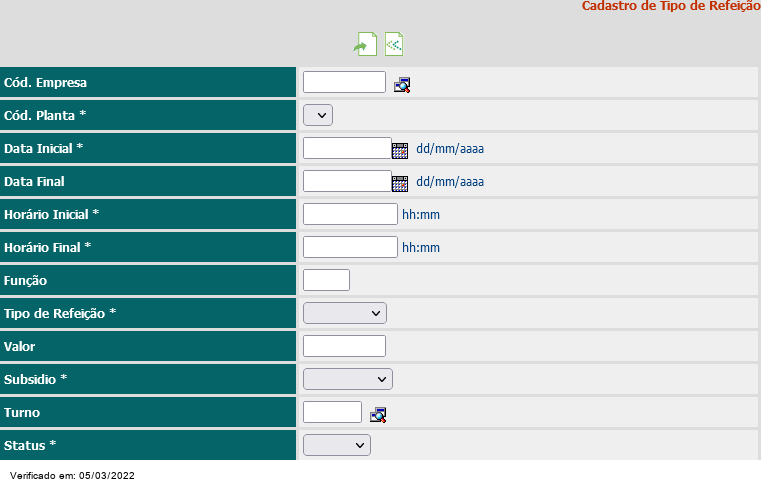 Cadastro de Tipo de Refeição
Cód. Empresa
Cód. Planta *
Data Inicial * dd/mm/aaaa
Data Final dd/mm/aaaa
Horário Inicial * hh:mm
Horário Final * hh:mm
Função
Tipo de Refeição *
Valor
Subsidio *
Turno
Status *
Verificado em: 05/03/2022